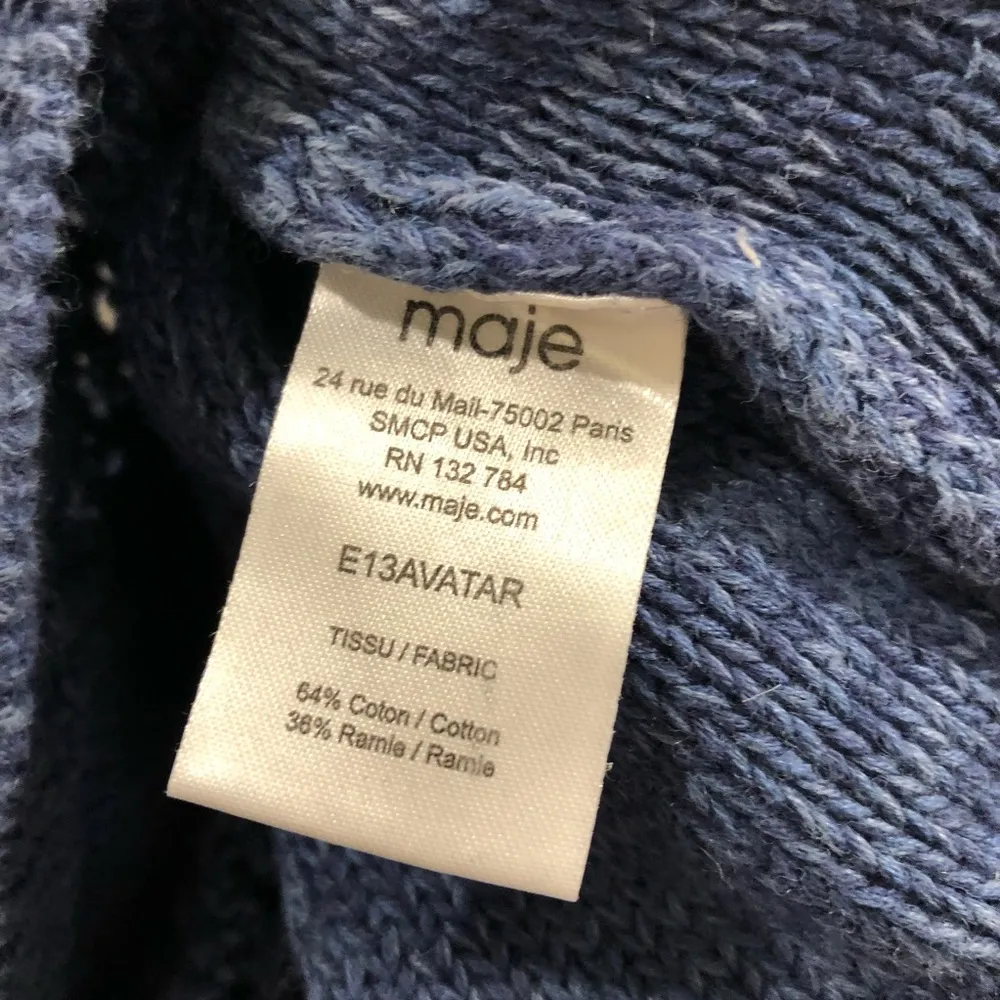 maje
24 rue du Mail-75002 Paris
SMCP USA, Inc
RN 132 784
www.maje.com
E13AVATAR
TISSU / FABRIC
64% Coton / Cotton
36% Ramie / Ramie